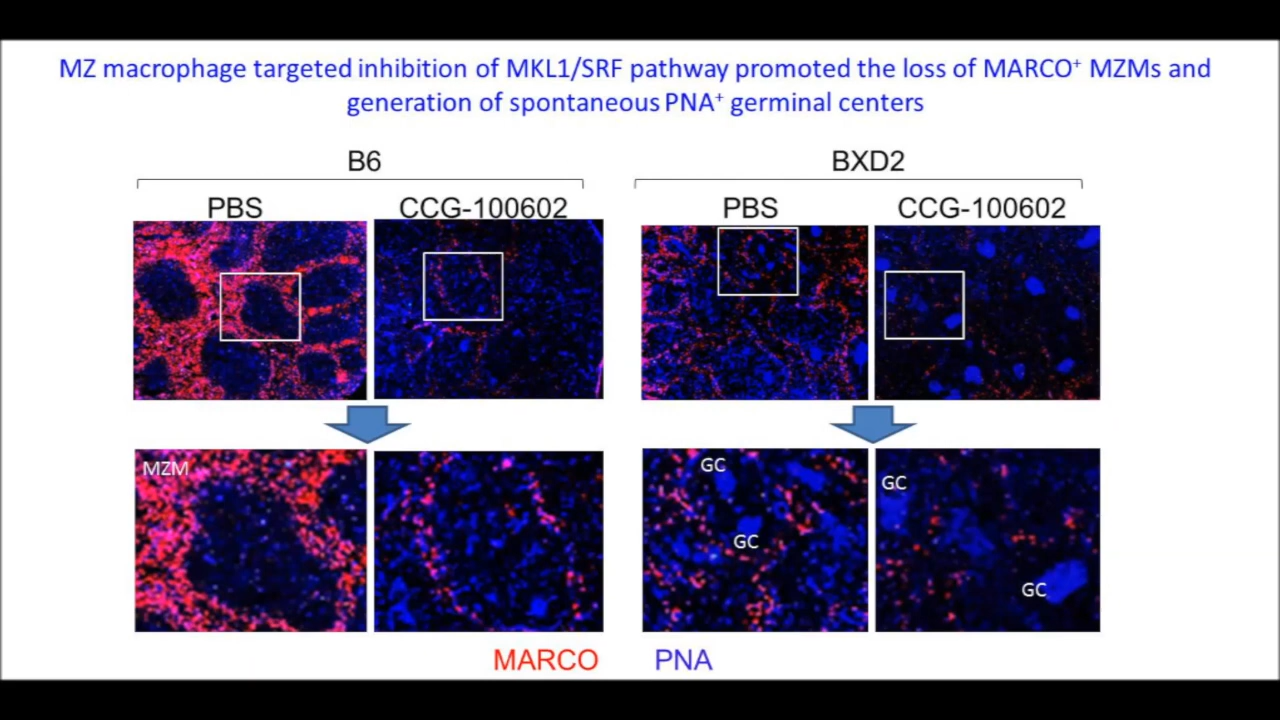 MZ macrophage targeted inhibition of MKL1/SRF pathway promoted the loss of MARCO⁺ MZMs and
generation of spontaneous PNA⁺ germinal centers
B6
BXD2
PBS
CCG-100602
PBS
CCG-100602
MZM
GC
GC
GC
GC
MARCO
PNA